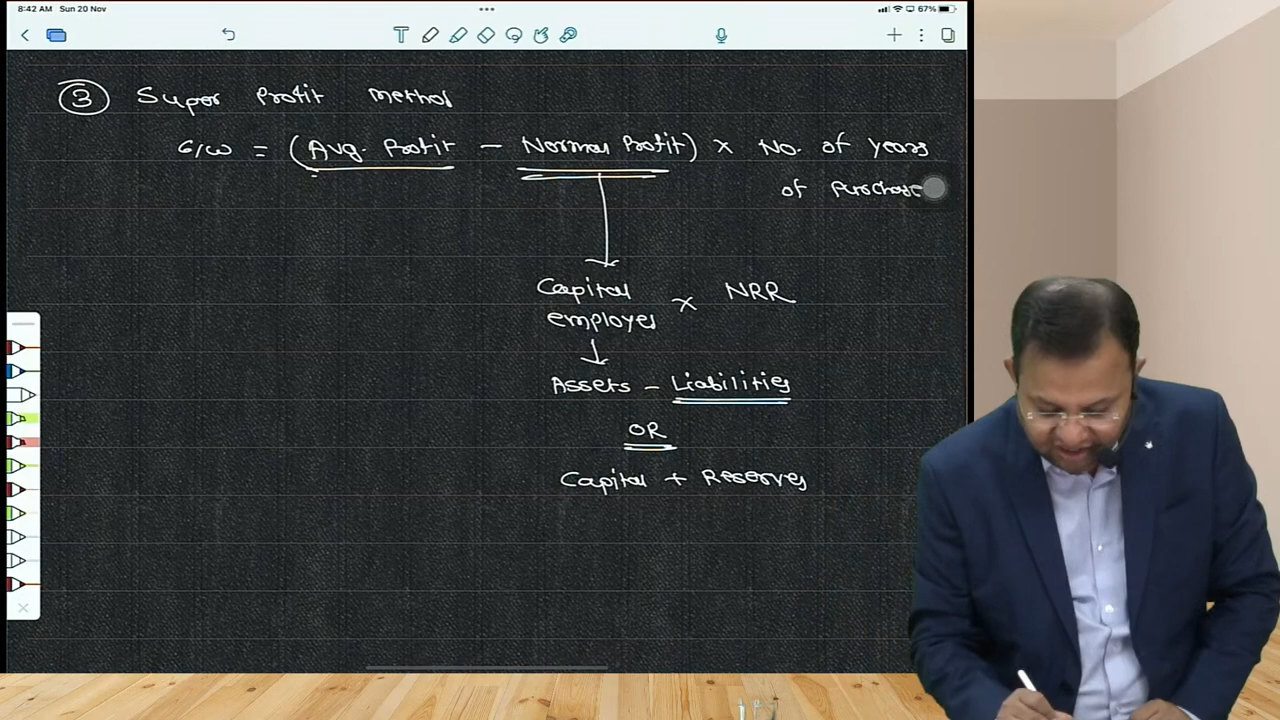 8:42 AM Sun 20 Nov
67%
③ Super Profit method
G/W = (Avg. Profit – Normal Profit) × No. of years
of Purchase
Capital
employed × NRR
Assets – Liabilities
OR
Capital + Reserves